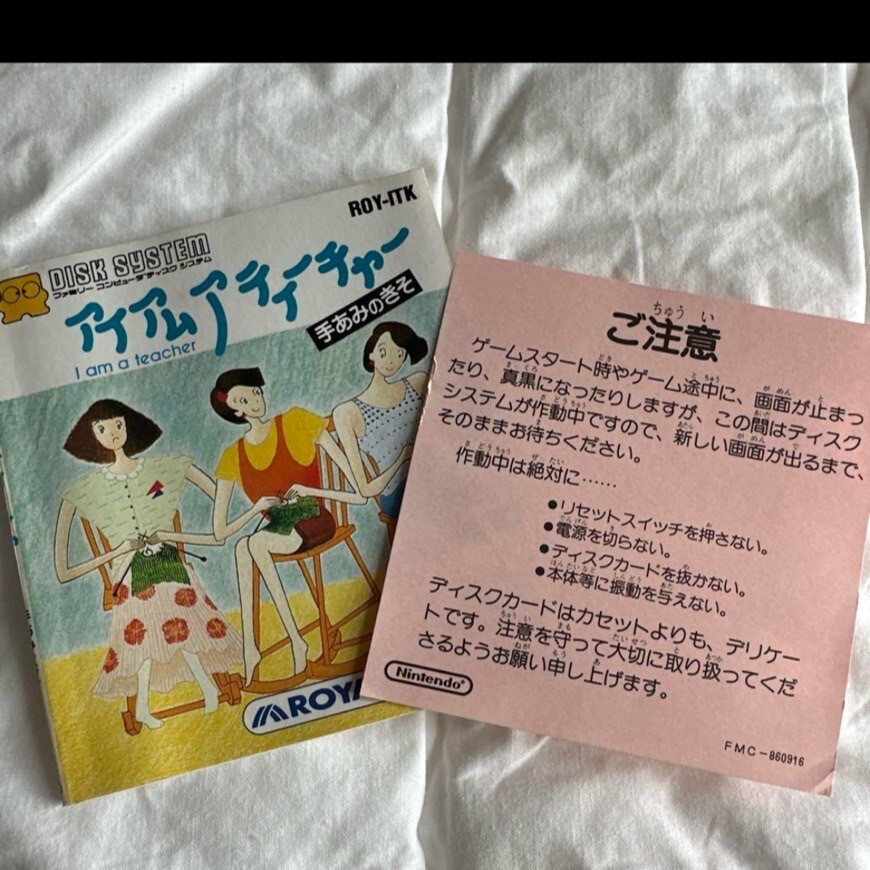 ROY-ITK
DISK SYSTEM
ファミリー コンピュータ ディスク システム
アイアムアティーチャー
I am a teacher
手あみのきそ
ROYA
ちゅう い
ご注意
ゲームスタート時やゲーム途中に、画面が止まっ
たり、真黒になったりしますが、この間はディスク
システムが作動中ですので、新しい画面が出るまで、
そのままお待ちください。
作動中は絶対に……
●リセットスイッチを押さない。
●電源を切らない。
●ディスクカードを抜かない。
●本体等に振動を与えない。
ディスクカードはカセットよりも、デリケー
トです。注意を守って大切に取り扱ってくだ
さるようお願い申し上げます。
Nintendo®
FMC-860916